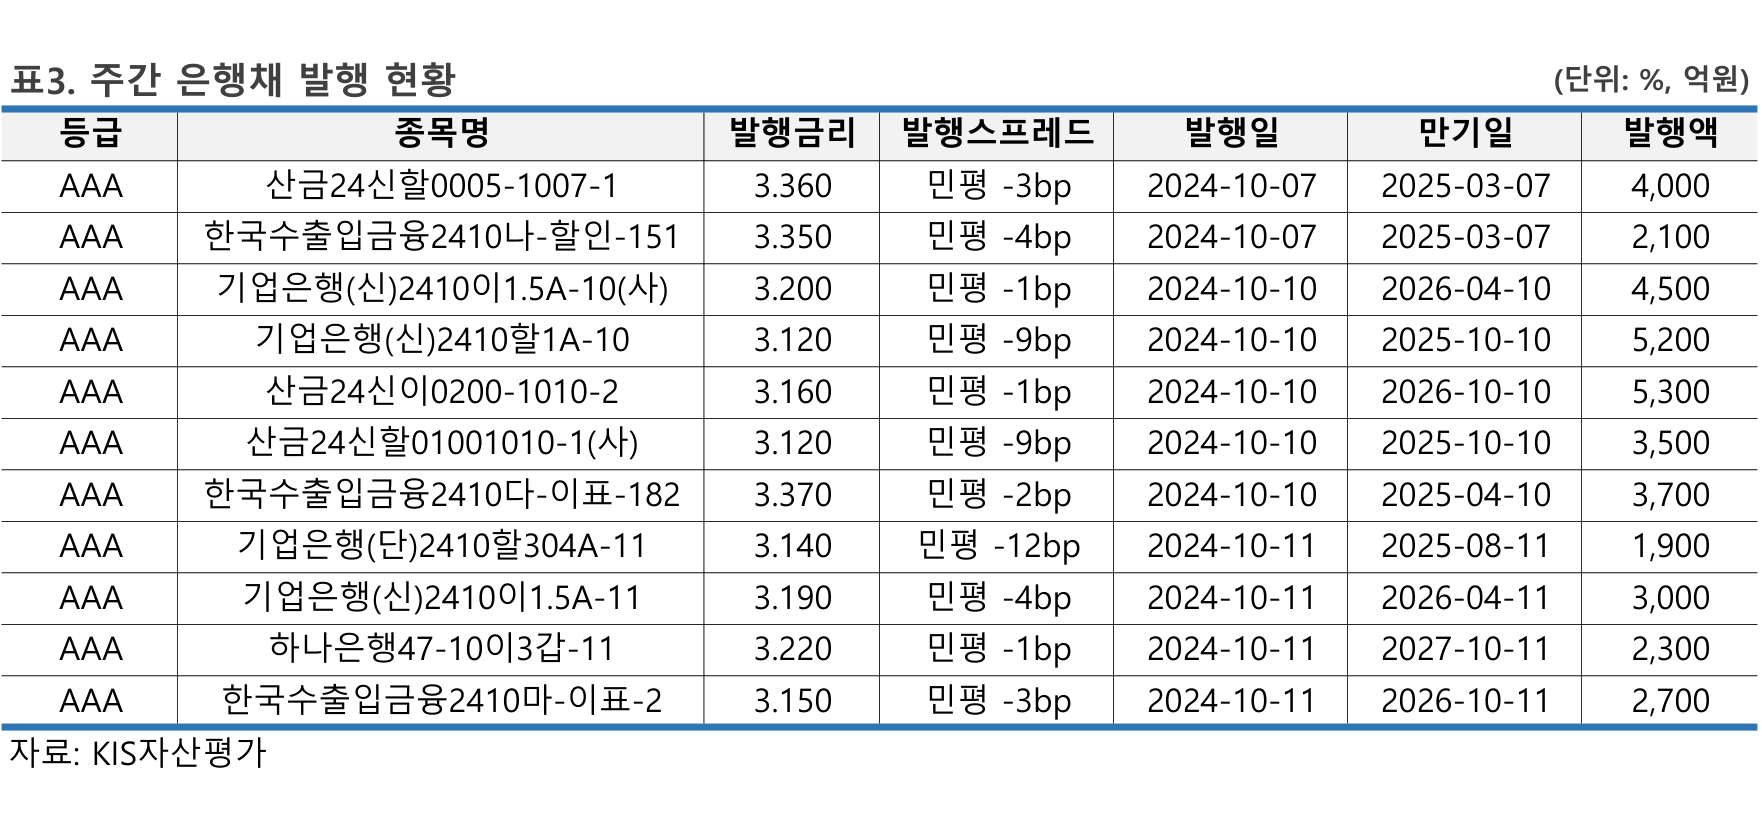 표3. 주간 은행채 발행 현황 (단위: %, 억원)
등급 종목명 발행금리 발행스프레드 발행일 만기일 발행액
AAA 산금24신할0005-1007-1 3.360 민평 -3bp 2024-10-07 2025-03-07 4,000
AAA 한국수출입금융2410나-할인-151 3.350 민평 -4bp 2024-10-07 2025-03-07 2,100
AAA 기업은행(신)2410이1.5A-10(사) 3.200 민평 -1bp 2024-10-10 2026-04-10 4,500
AAA 기업은행(신)2410할1A-10 3.120 민평 -9bp 2024-10-10 2025-10-10 5,200
AAA 산금24신이0200-1010-2 3.160 민평 -1bp 2024-10-10 2026-10-10 5,300
AAA 산금24신할01001010-1(사) 3.120 민평 -9bp 2024-10-10 2025-10-10 3,500
AAA 한국수출입금융2410다-이표-182 3.370 민평 -2bp 2024-10-10 2025-04-10 3,700
AAA 기업은행(단)2410할304A-11 3.140 민평 -12bp 2024-10-11 2025-08-11 1,900
AAA 기업은행(신)2410이1.5A-11 3.190 민평 -4bp 2024-10-11 2026-04-11 3,000
AAA 하나은행47-10이3갑-11 3.220 민평 -1bp 2024-10-11 2027-10-11 2,300
AAA 한국수출입금융2410마-이표-2 3.150 민평 -3bp 2024-10-11 2026-10-11 2,700
자료: KIS자산평가